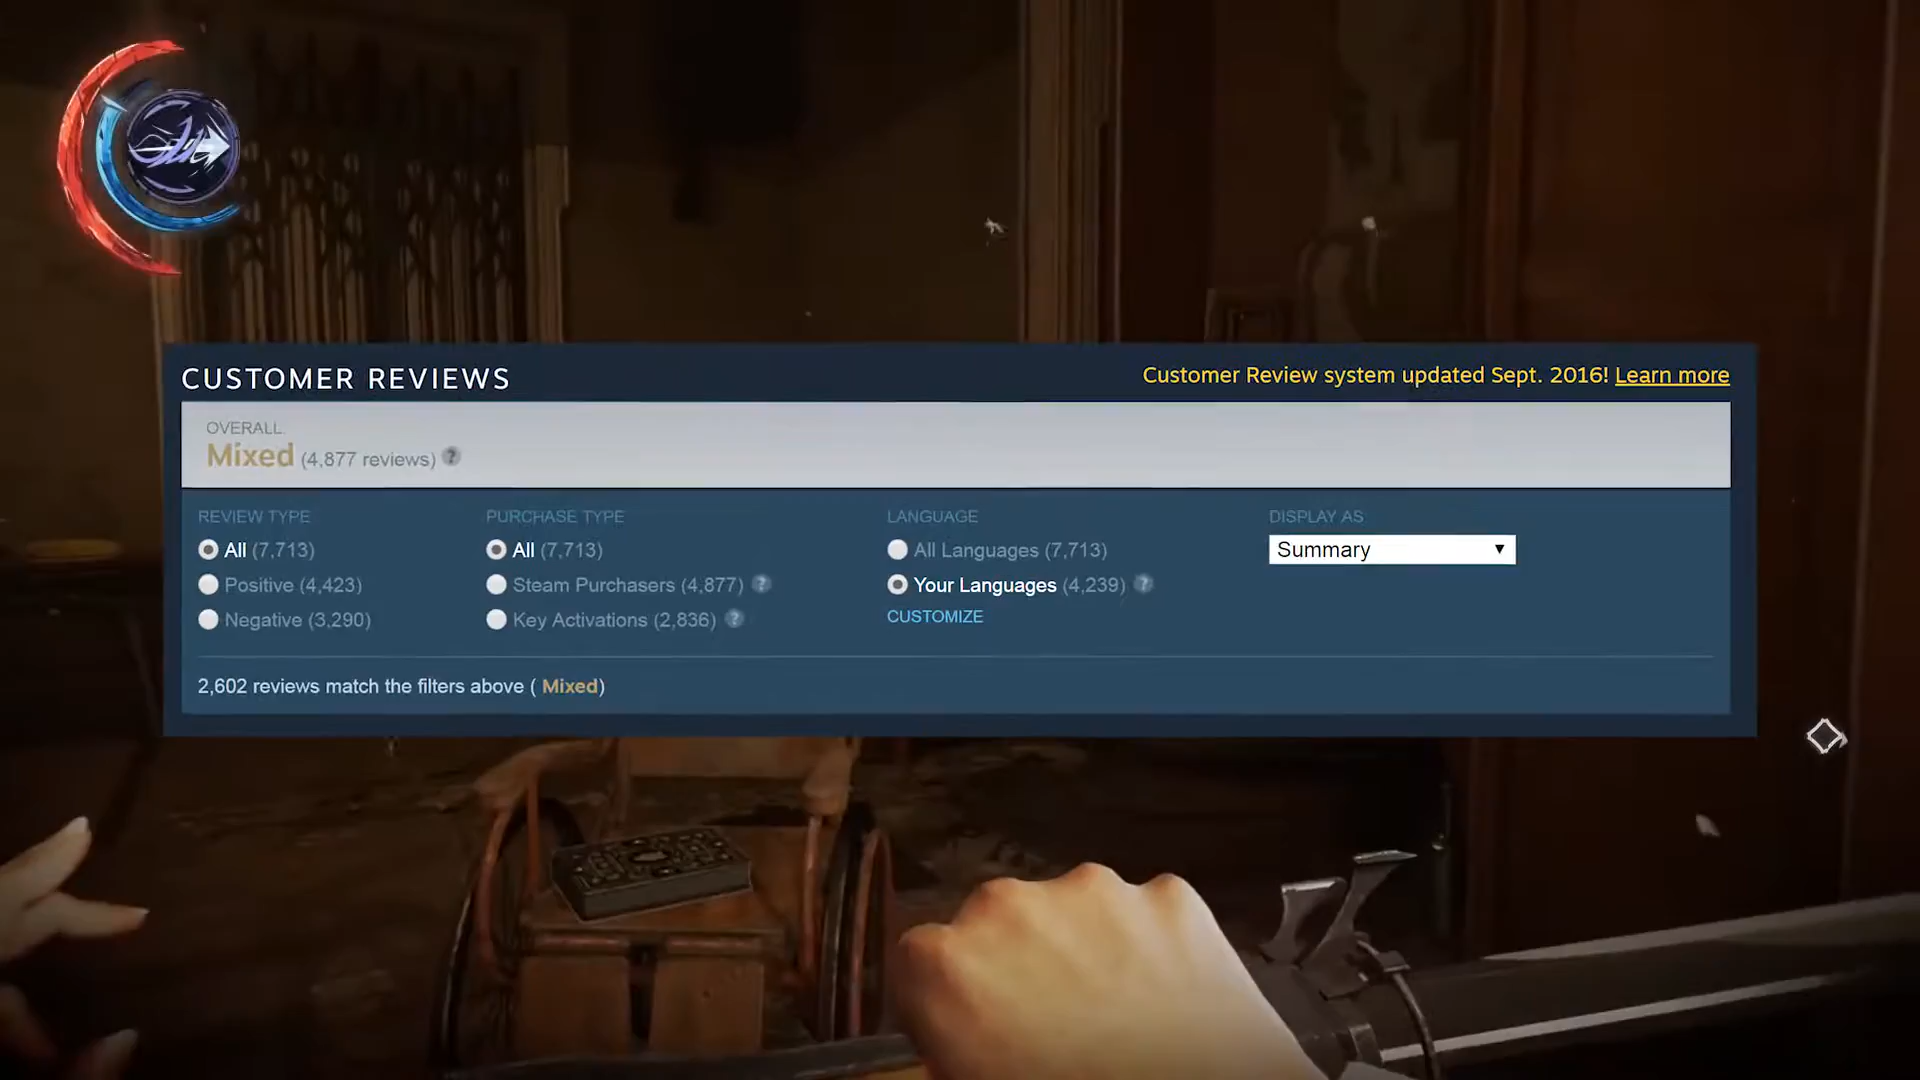 CUSTOMER REVIEWS
Customer Review system updated Sept. 2016! Learn more
OVERALL:
Mixed (4,877 reviews) ?
REVIEW TYPE
All (7,713)
Positive (4,423)
Negative (3,290)
PURCHASE TYPE
All (7,713)
Steam Purchasers (4,877) ?
Key Activations (2,836) ?
LANGUAGE
All Languages (7,713)
Your Languages (4,239) ?
CUSTOMIZE
DISPLAY AS
Summary
2,602 reviews match the filters above ( Mixed)